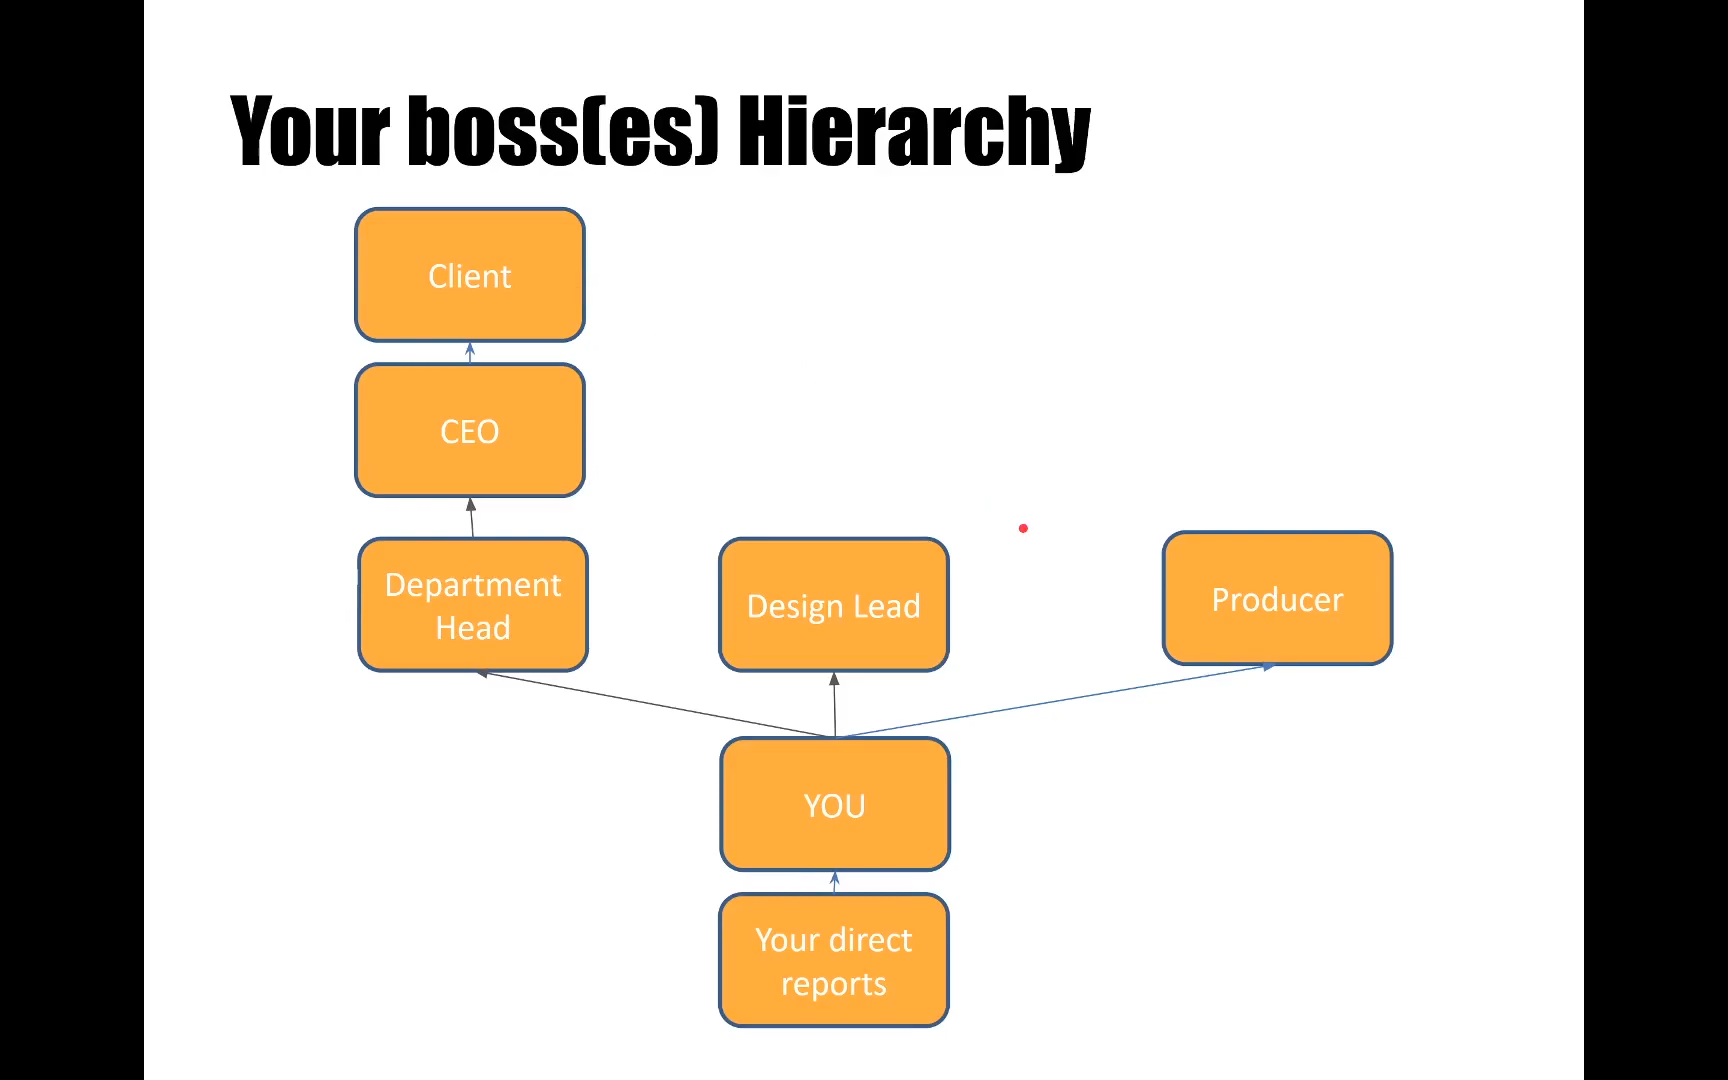 Your boss(es) Hierarchy
Client
CEO
Department
Head
Design Lead
Producer
YOU
Your direct
reports